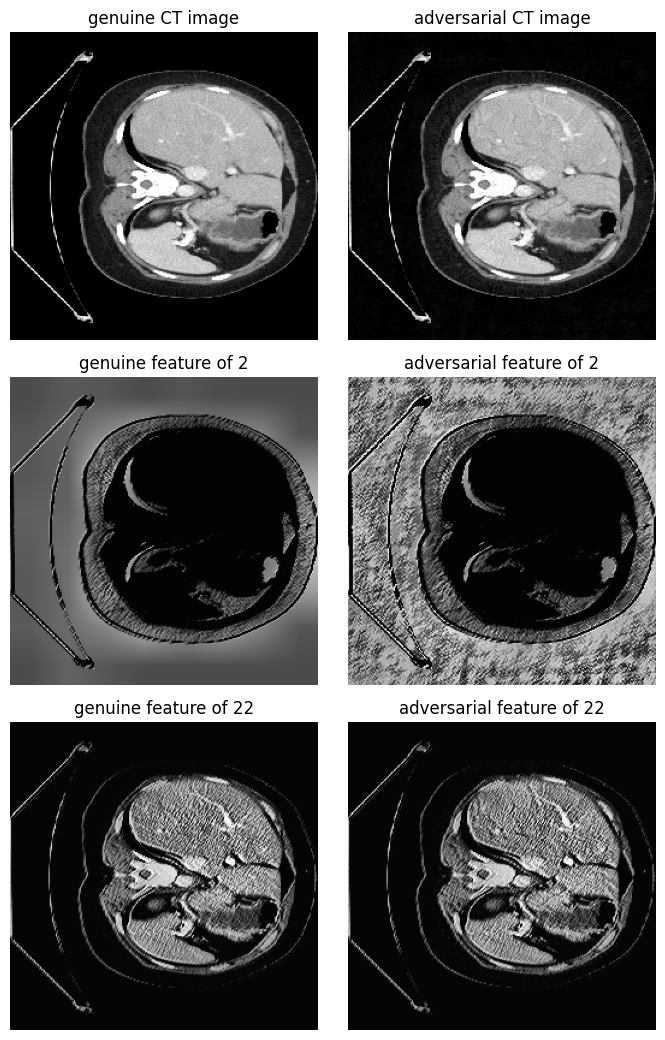 genuine CT image
adversarial CT image
genuine feature of 2
adversarial feature of 2
genuine feature of 22
adversarial feature of 22